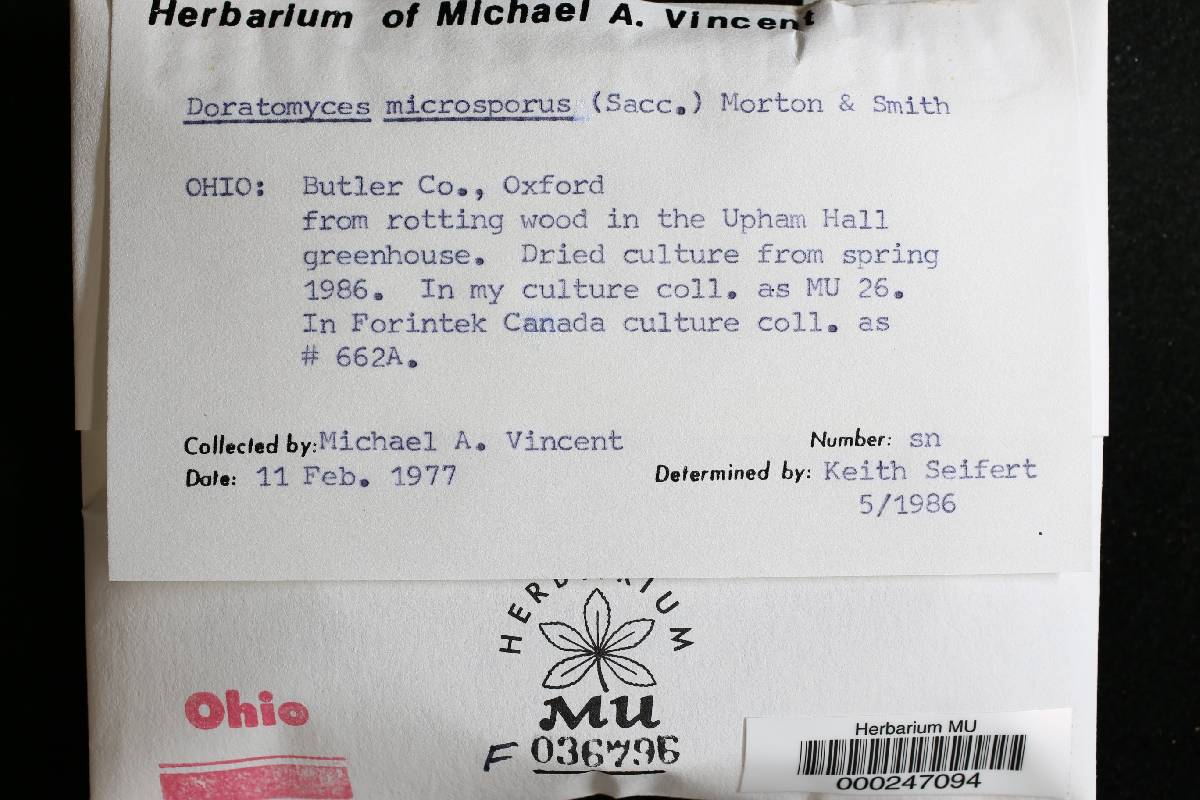 Herbarium of Michael A. Vincent
Doratomyces microsporus (Sacc.) Morton & Smith
OHIO: Butler Co., Oxford
from rotting wood in the Upham Hall
greenhouse. Dried culture from spring
1986. In my culture coll. as MU 26.
In Forintek Canada culture coll. as
# 662A.
Collected by: Michael A. Vincent Number: sn
Date: 11 Feb. 1977 Determined by: Keith Seifert
5/1986
HERBARIUM
MU
F 036796
Ohio
Herbarium MU
000247094